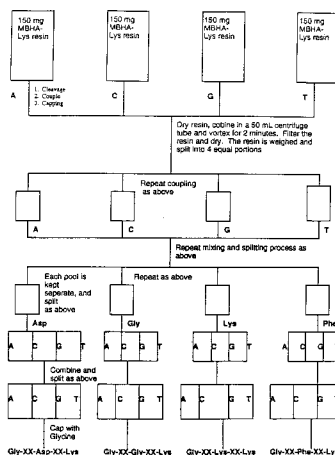 150 mg 150 mg 150 mg 150 mg
MBHA- MBHA- MBHA- MBHA-
Lys resin Lys resin Lys resin Lys resin
1. Cleavage
2. Couple
3. Capping
A C G T
Dry resin, cobine in a 50 mL centrifuge
tube and vortex for 2 minutes. Filter the
resin and dry. The resin is weighed and
split into 4 equal portions
Repeat coupling
as above
A C G T
Repeat mixing and splitting process as
above
Each pool is
kept
seperate, and
split
as above
Repeat as above
Asp Gly Lys Phe
A C G T A C G T A C G T A C G
Combine and
split as above
A C G T A C G T A C G T A C G T
Cap with
Glycine
Gly-XX-Asp-XX-Lys Gly-XX-Gly-XX-Lys Gly-XX-Lys-XX-Lys Gly-XX-Phe-XX-L